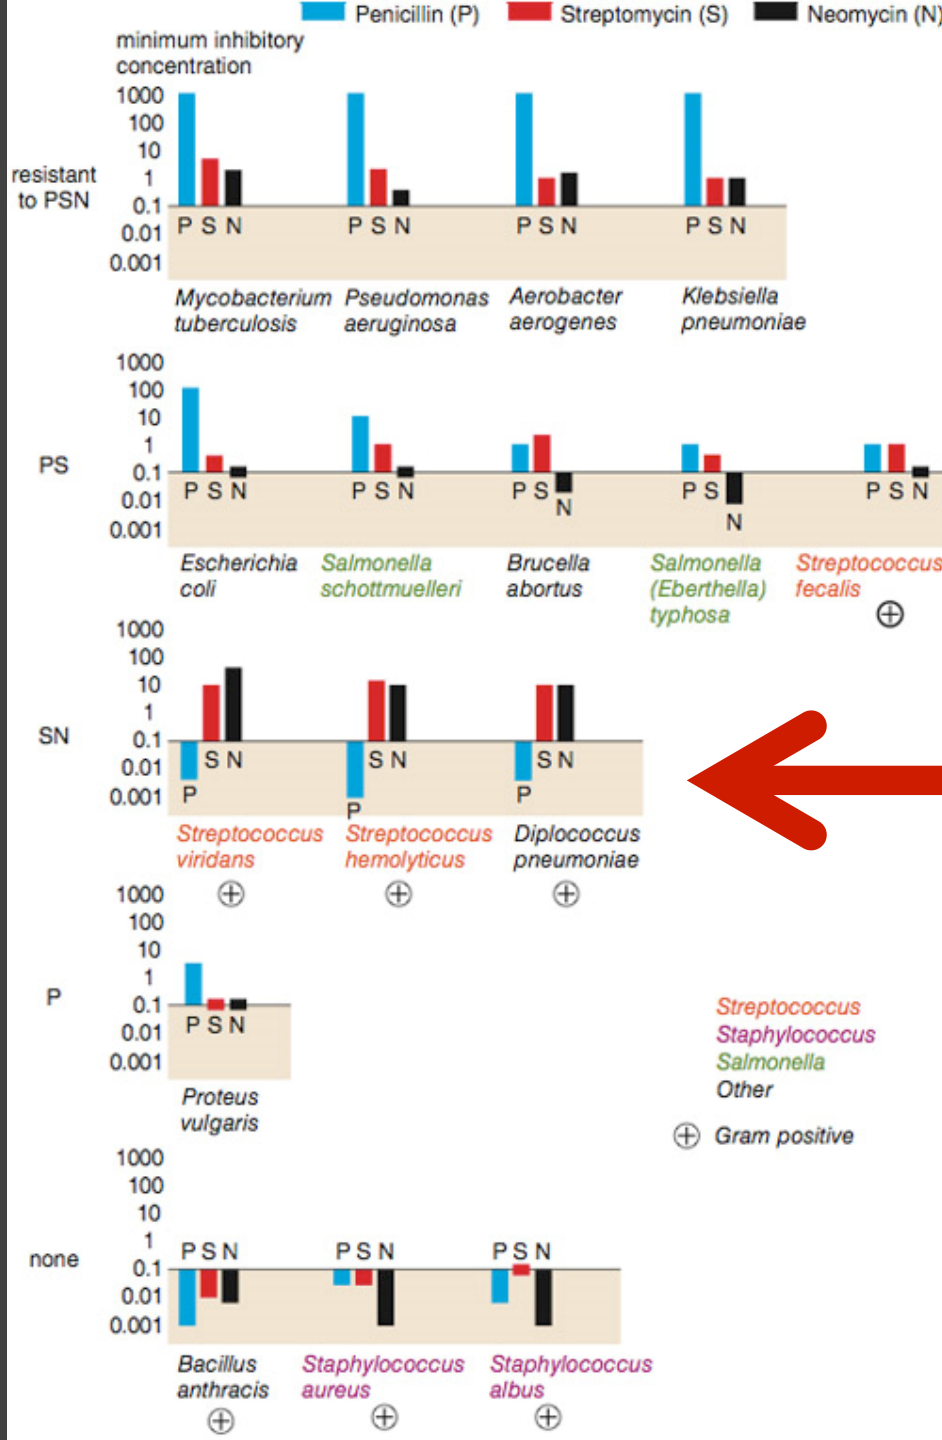 Penicillin (P) Streptomycin (S) Neomycin (N)
minimum inhibitory
concentration
1000
100
10
1
0.1
0.01
0.001
resistant
to PSN
P S N P S N P S N P S N
Mycobacterium tuberculosis
Pseudomonas aeruginosa
Aerobacter aerogenes
Klebsiella pneumoniae
1000
100
10
1
0.1
0.01
0.001
PS
P S N P S N P S N P S N P S N
Escherichia coli
Salmonella schottmuelleri
Brucella abortus
Salmonella (Eberthella) typhosa
Streptococcus fecalis
1000
100
10
1
0.1
0.01
0.001
SN
P S N P S N P S N
Streptococcus viridans
Streptococcus hemolyticus
Diplococcus pneumoniae
1000
100
10
1
0.1
0.01
0.001
P
P S N
Proteus vulgaris
Streptococcus
Staphylococcus
Salmonella
Other
Gram positive
1000
100
10
1
0.1
0.01
0.001
none
P S N P S N P S N
Bacillus anthracis
Staphylococcus aureus
Staphylococcus albus